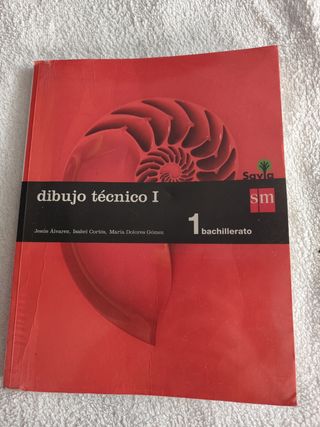 Savia
dibujo técnico I
sm
Jesús Álvarez, Isabel Cortés, María Dolores Gómez
1 bachillerato